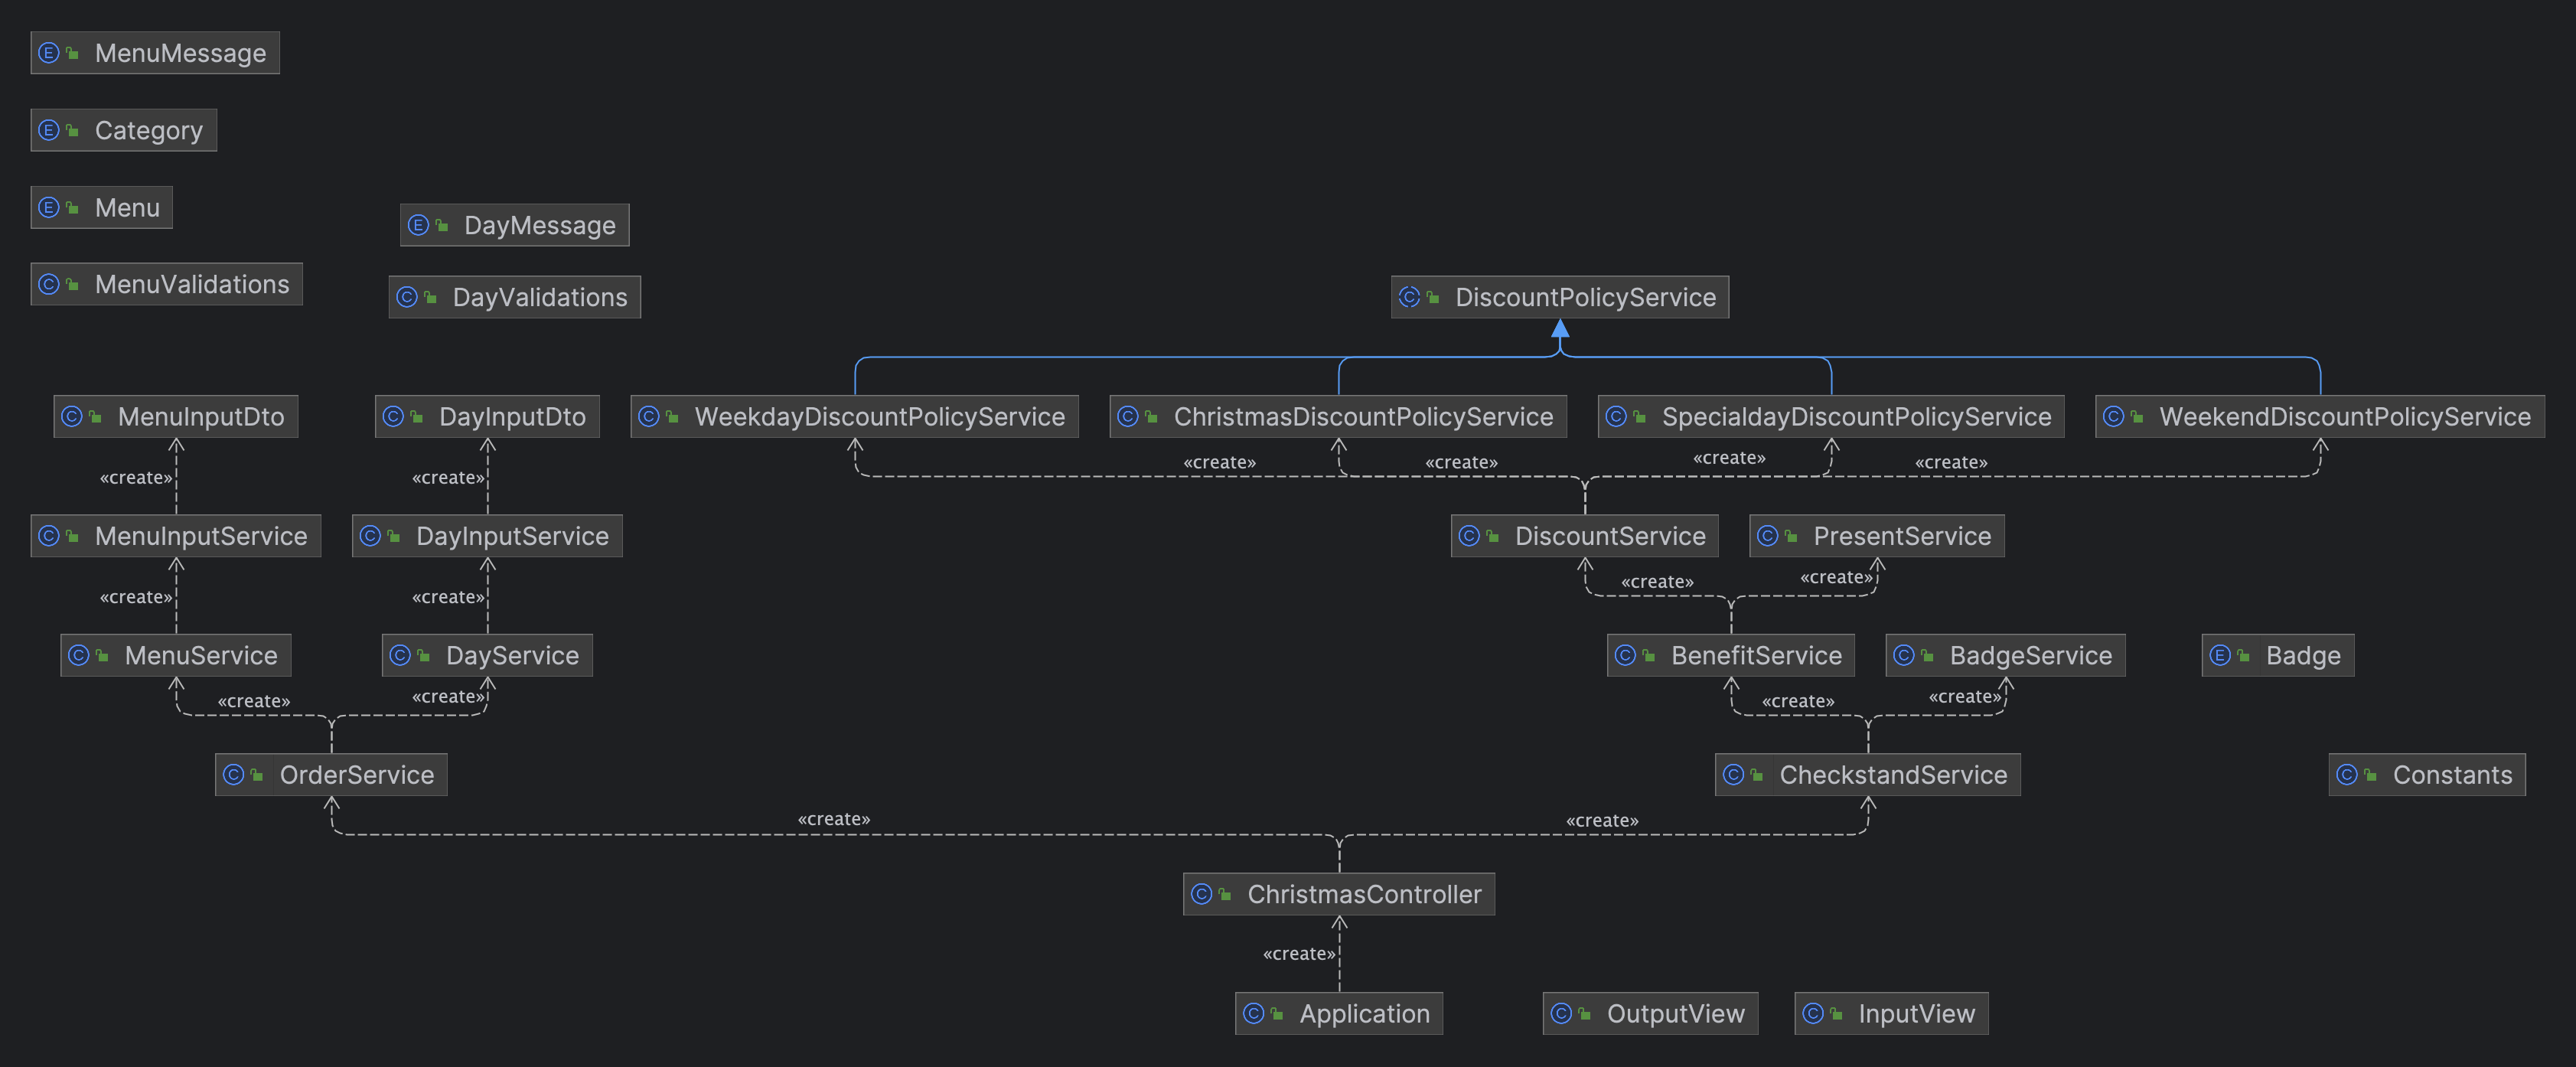 MenuMessage
Category
Menu
DayMessage
MenuValidations
DayValidations
DiscountPolicyService
MenuInputDto
DayInputDto
WeekdayDiscountPolicyService
ChristmasDiscountPolicyService
SpecialdayDiscountPolicyService
WeekendDiscountPolicyService
«create»
«create»
«create»
«create»
«create»
«create»
MenuInputService
DayInputService
DiscountService
PresentService
«create»
«create»
«create»
«create»
MenuService
DayService
BenefitService
BadgeService
Badge
«create»
«create»
«create»
«create»
OrderService
CheckstandService
Constants
«create»
«create»
ChristmasController
«create»
Application
OutputView
InputView